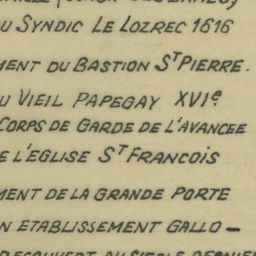 U SYNDIC LE LOZREC 1616
MENT DU BASTION ST PIERRE.
U VIEIL PAPEGAY XVIe
CORPS DE GARDE DE L'AVANCEE
E L'EGLISE ST FRANCOIS
MENT DE LA GRANDE PORTE
N ETABLISSEMENT GALLO-